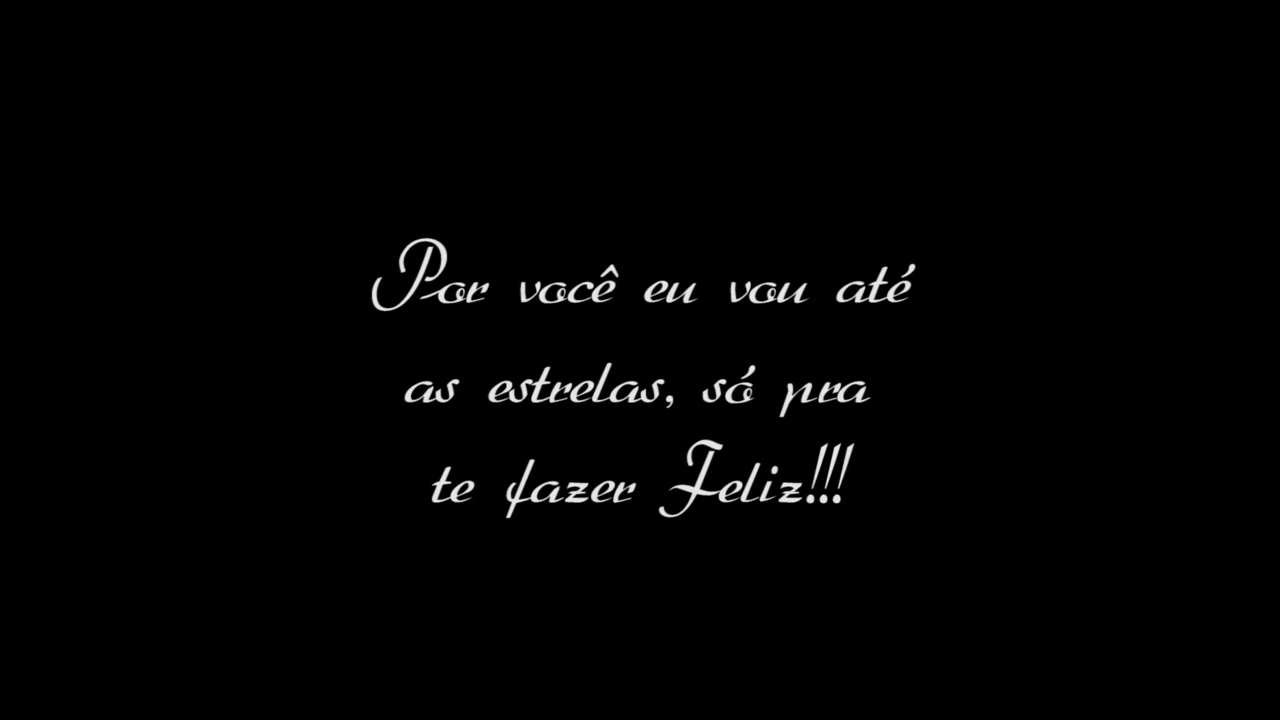 Por você eu vou até
as estrelas, só pra
te fazer Feliz!!!